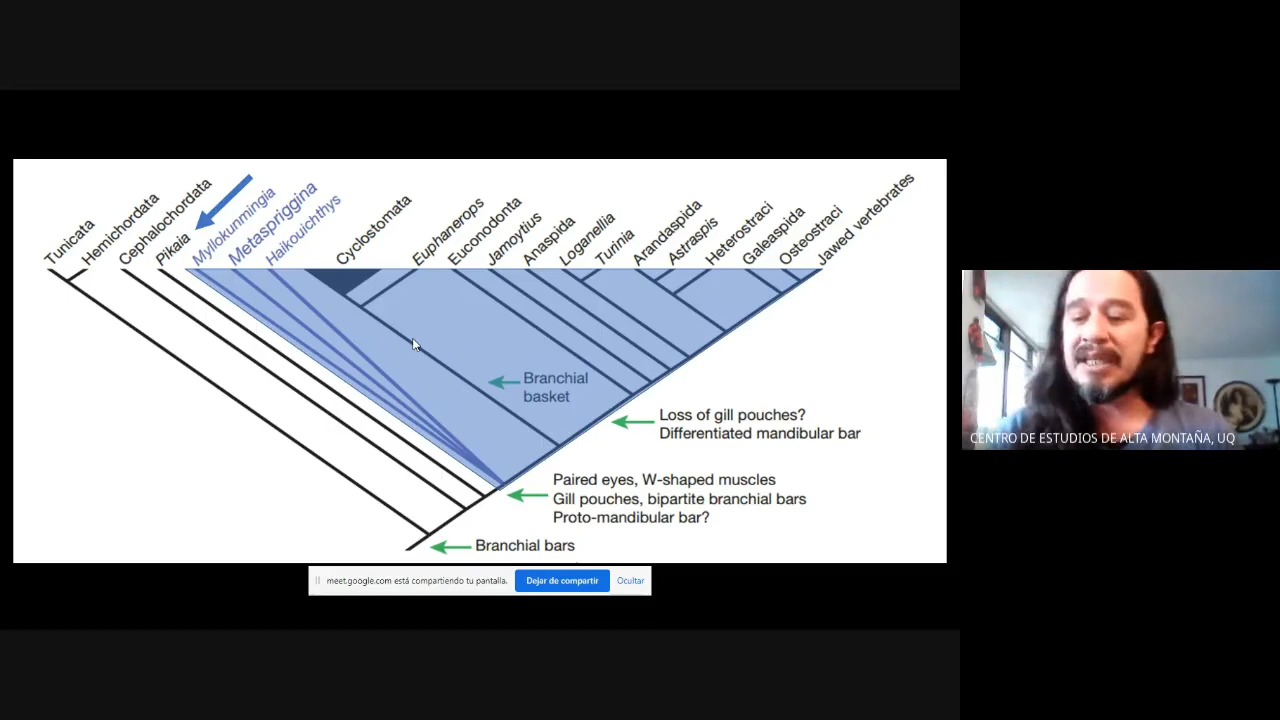 Tunicata
Hemichordata
Cephalochordata
Pikaia
Myllokunmingia
Metaspriggina
Haikouichthys
Cyclostomata
Euphanerops
Euconodonta
Jamoytius
Anaspida
Loganellia
Turinia
Arandaspida
Astraspis
Heterostraci
Galeaspida
Osteostraci
Jawed vertebrates
Branchial
basket
Loss of gill pouches?
Differentiated mandibular bar
Paired eyes, W-shaped muscles
Gill pouches, bipartite branchial bars
Proto-mandibular bar?
Branchial bars
CENTRO DE ESTUDIOS DE ALTA MONTAÑA, UQ
meet.google.com está compartiendo tu pantalla.
Dejar de compartir
Ocultar